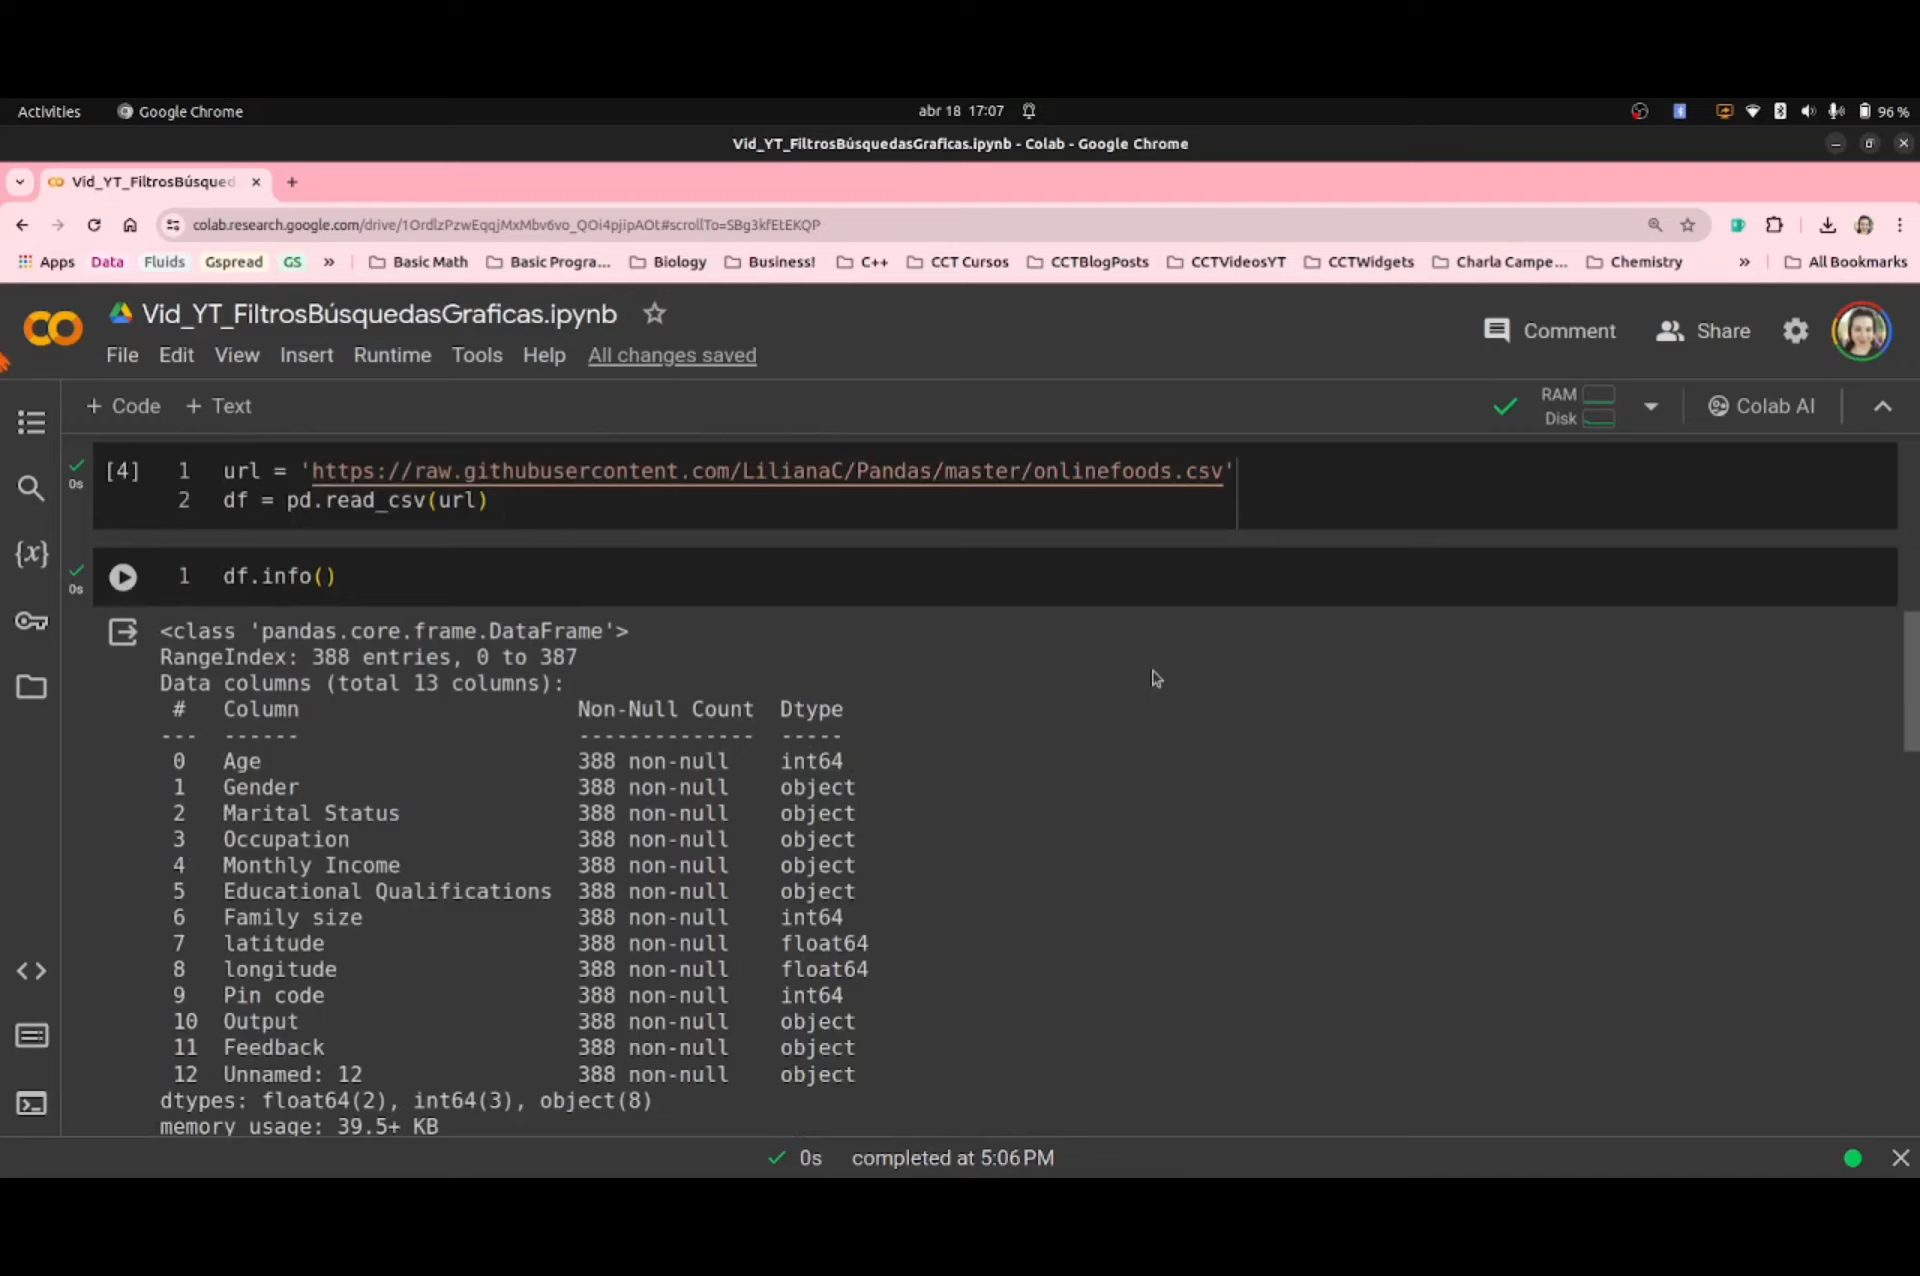 Activities Google Chrome abr 18 17:07 96 %
Vid_YT_FiltrosBúsquedasGraficas.ipynb - Colab - Google Chrome
Vid_YT_FiltrosBúsqued
colab.research.google.com/drive/1OrdlzPzwEqqjMxMbv6vo_QOi4pjipAOt#scrollTo=SBg3kfEtEKQP
Apps Data Fluids Gspread GS » Basic Math Basic Progra... Biology Business! C++ CCT Cursos CCTBlogPosts CCTVideosYT CCTWidgets Charla Campe... Chemistry » All Bookmarks
Vid_YT_FiltrosBúsquedasGraficas.ipynb
Comment Share
File Edit View Insert Runtime Tools Help All changes saved
+ Code + Text RAM Disk Colab AI
[4] 1 url = 'https://raw.githubusercontent.com/LilianaC/Pandas/master/onlinefoods.csv'
0s
2 df = pd.read_csv(url)
1 df.info()
0s
<class 'pandas.core.frame.DataFrame'>
RangeIndex: 388 entries, 0 to 387
Data columns (total 13 columns):
# Column Non-Null Count Dtype
--- ------ -------------- -----
0 Age 388 non-null int64
1 Gender 388 non-null object
2 Marital Status 388 non-null object
3 Occupation 388 non-null object
4 Monthly Income 388 non-null object
5 Educational Qualifications 388 non-null object
6 Family size 388 non-null int64
7 latitude 388 non-null float64
8 longitude 388 non-null float64
9 Pin code 388 non-null int64
10 Output 388 non-null object
11 Feedback 388 non-null object
12 Unnamed: 12 388 non-null object
dtypes: float64(2), int64(3), object(8)
memory usage: 39.5+ KB
0s completed at 5:06 PM